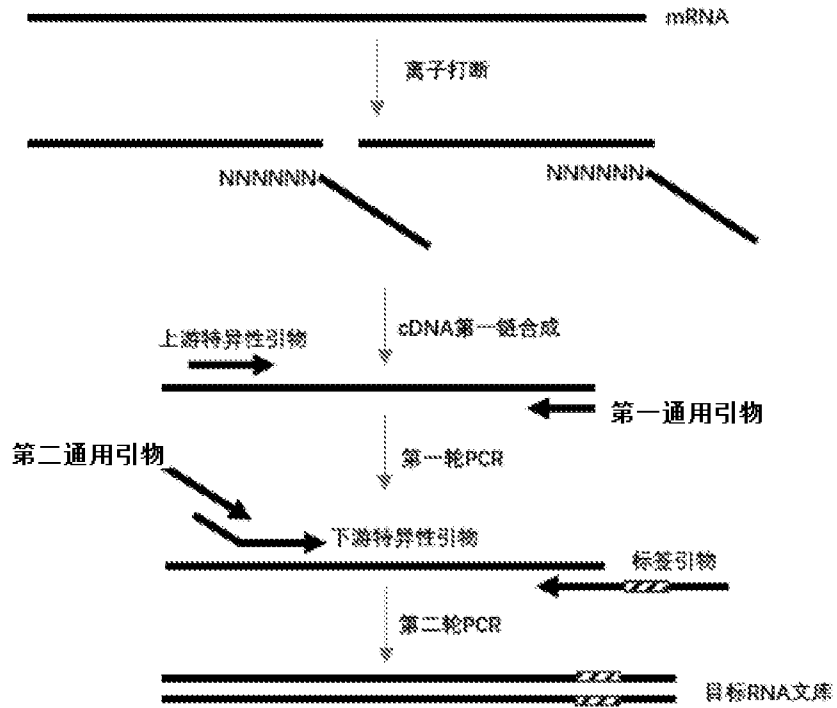 mRNA
离子打断
NNNNNN
NNNNNN
cDNA第一链合成
上游特异性引物
第一通用引物
第一轮PCR
第二通用引物
下游特异性引物
标签引物
第二轮PCR
目标RNA文库